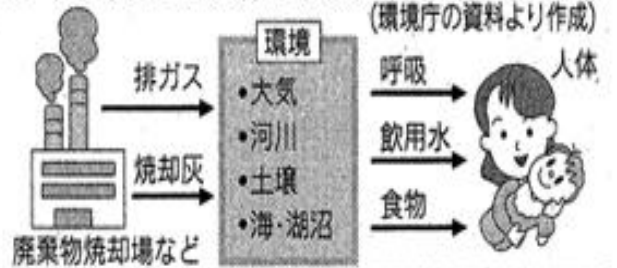 (環境庁の資料より作成)
環境
排ガス
焼却灰
廃棄物焼却場など
•大気
•河川
•土壌
•海・湖沼
呼吸
飲用水
食物
人体